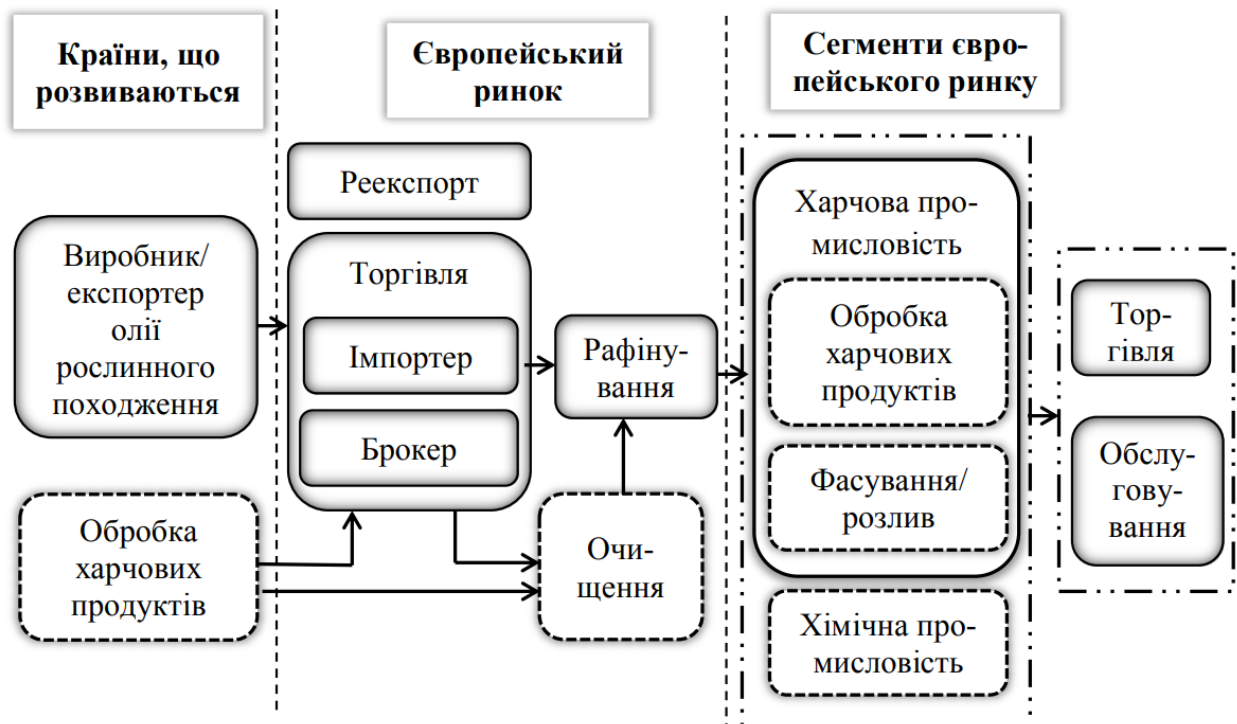 Країни, що
розвиваються
Європейський
ринок
Сегменти євро-
пейського ринку
Виробник/
експортер
олії
рослинного
походження
Обробка
харчових
продуктів
Реекспорт
Торгівля
Імпортер
Брокер
Рафіну-
вання
Очи-
щення
Харчова про-
мисловість
Обробка
харчових
продуктів
Фасування/
розлив
Хімічна про-
мисловість
Тор-
гівля
Обслу-
гову-
вання